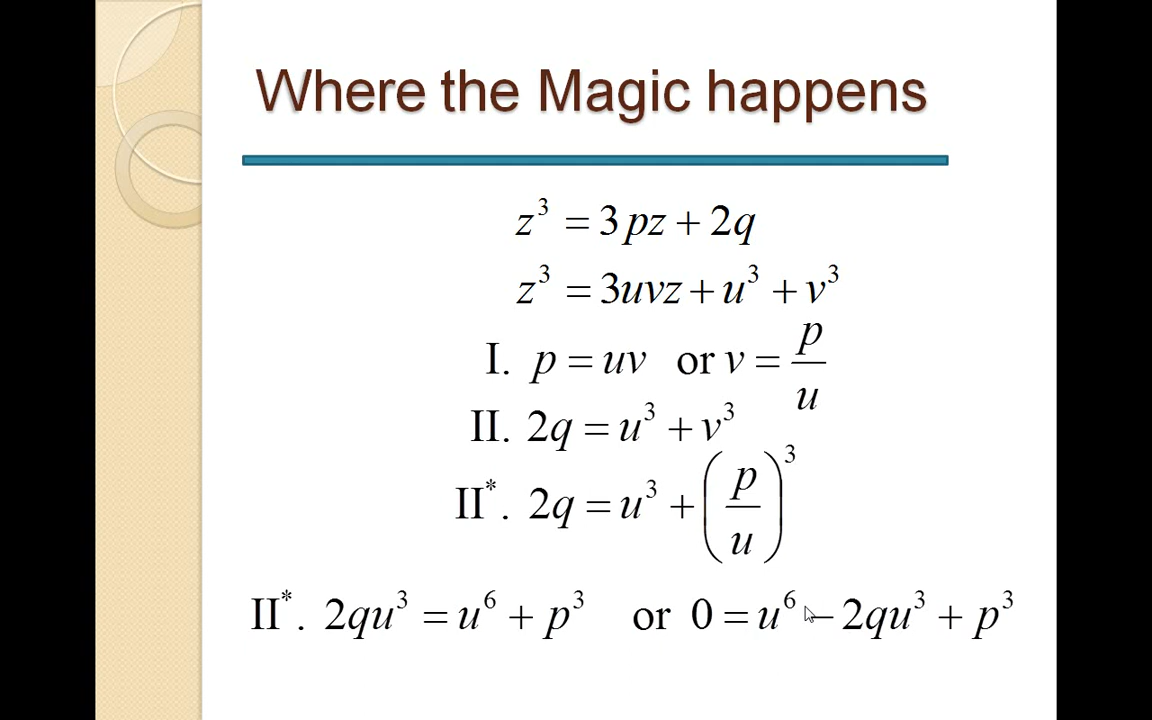 Where the Magic happens
z³ = 3pz + 2q
z³ = 3uvz + u³ + v³
I. p = uv or v = p/u
II. 2q = u³ + v³
II*. 2q = u³ + (p/u)³
II*. 2qu³ = u⁶ + p³ or 0 = u⁶ − 2qu³ + p³